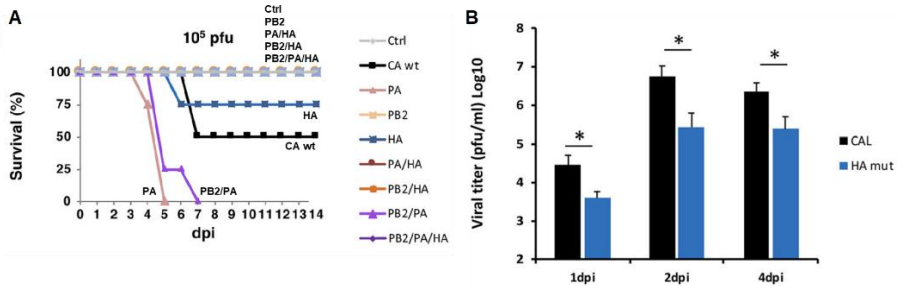 A
10⁵ pfu
Ctrl
PB2
PA/HA
PB2/HA
PB2/PA/HA
Survival (%)
100
75
50
25
0
HA
CA wt
PA
PB2/PA
0 1 2 3 4 5 6 7 8 9 10 11 12 13 14
dpi
Ctrl
CA wt
PA
PB2
HA
PA/HA
PB2/HA
PB2/PA
PB2/PA/HA
B
Viral titer (pfu/ml) Log10
8
7
6
5
4
3
2
*
*
*
1dpi 2dpi 4dpi
CAL
HA mut